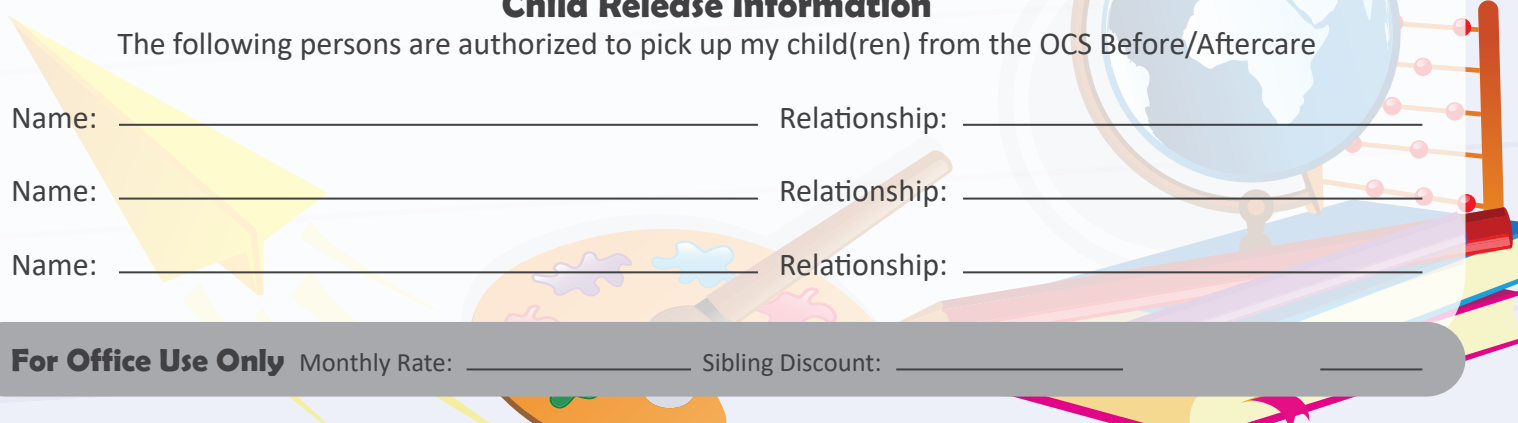 Child Release Information
The following persons are authorized to pick up my child(ren) from the OCS Before/Aftercare
Name: Relationship:
Name: Relationship:
Name: Relationship:
For Office Use Only Monthly Rate: Sibling Discount: